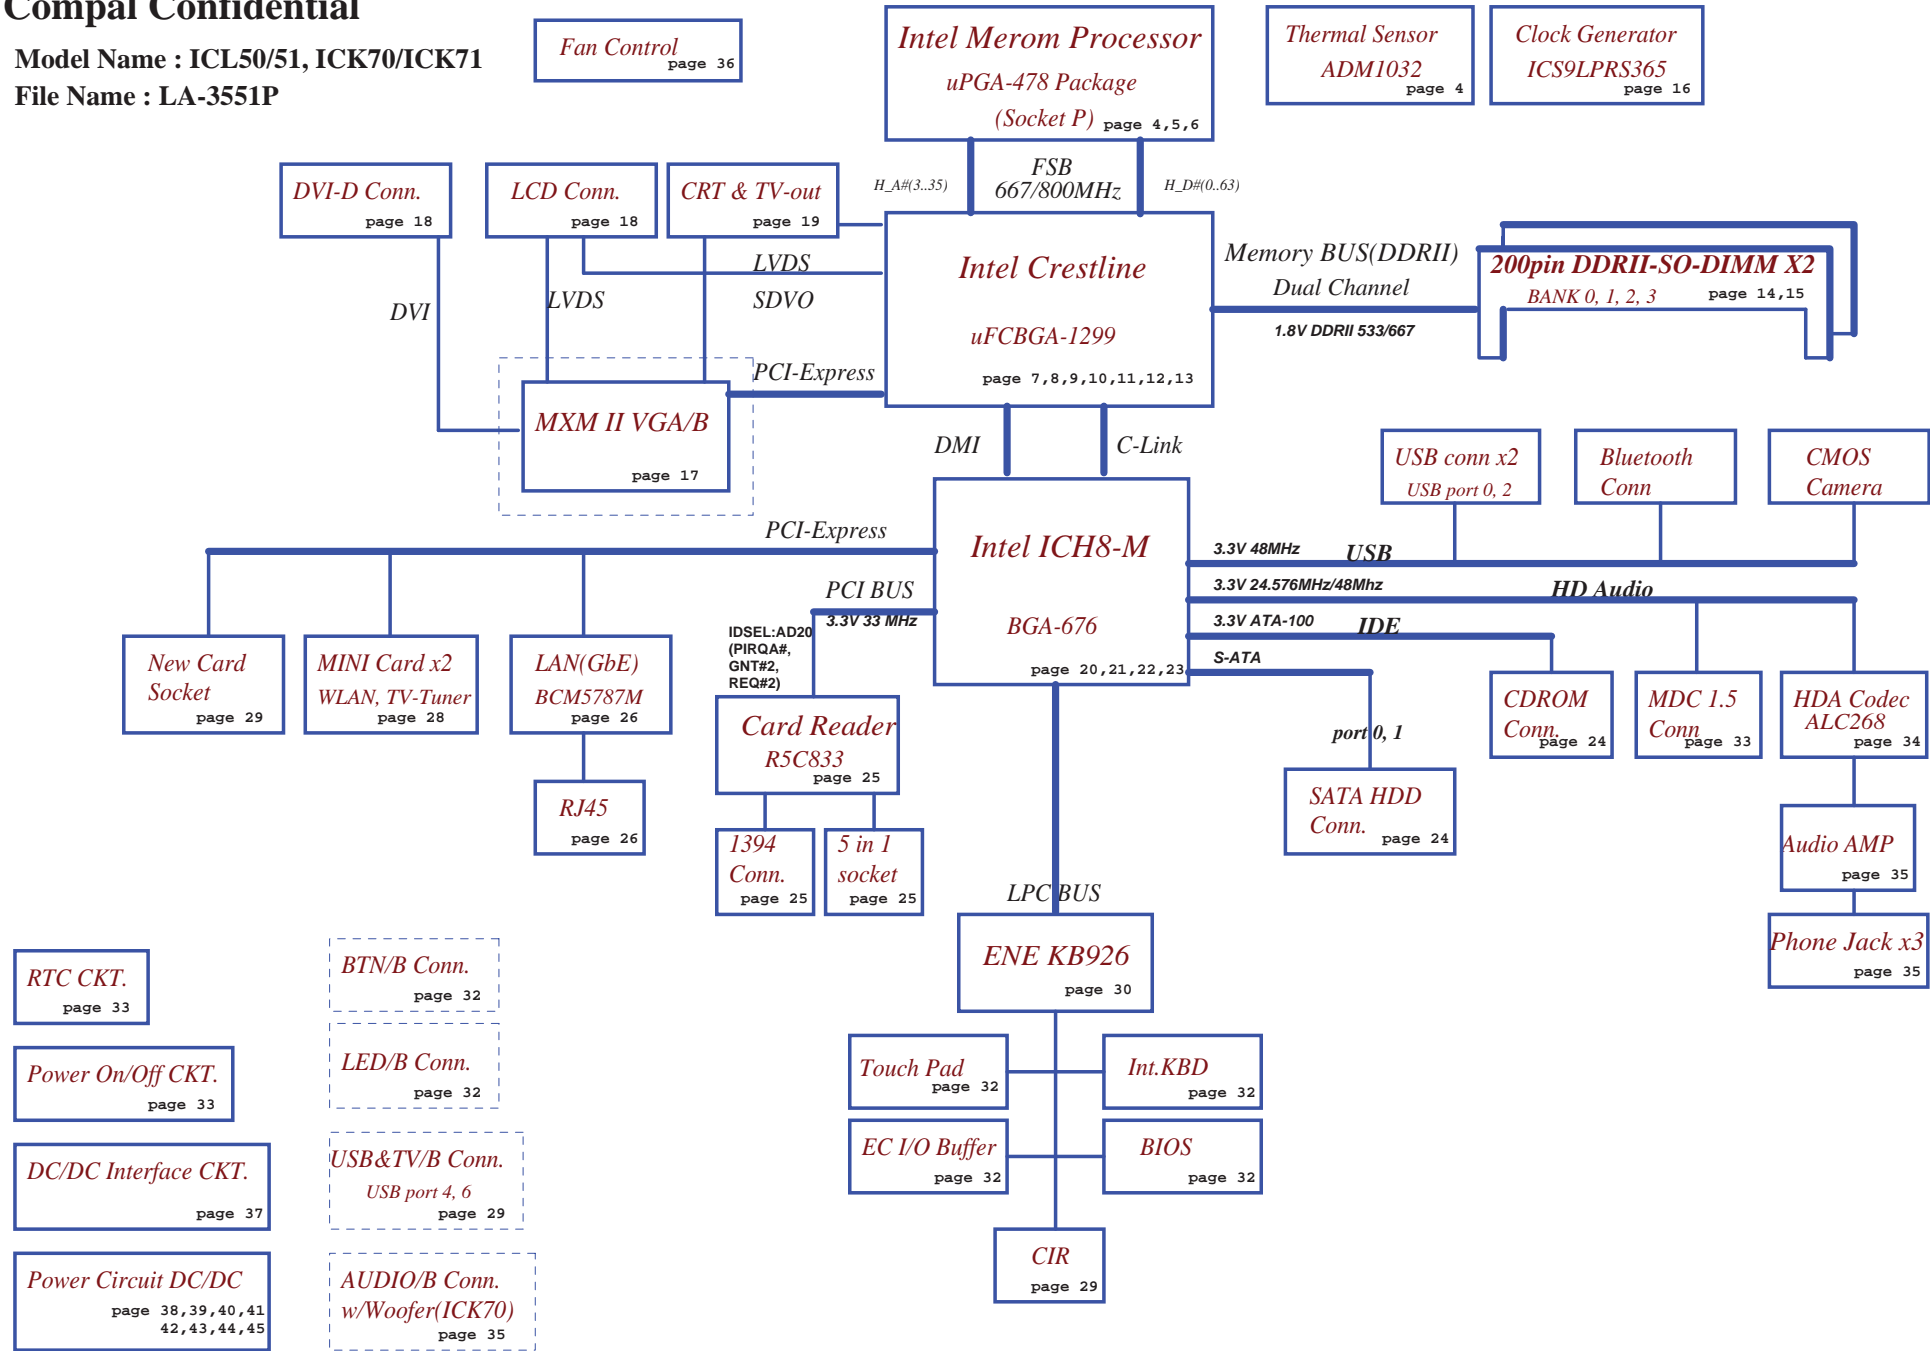 Compal Confidential
Model Name : ICL50/51, ICK70/ICK71
File Name : LA-3551P
Fan Control
page 36
Intel Merom Processor
uPGA-478 Package
(Socket P) page 4,5,6
Thermal Sensor
ADM1032
page 4
Clock Generator
ICS9LPRS365
page 16
DVI-D Conn.
page 18
LCD Conn.
page 18
CRT & TV-out
page 19
H_A#(3..35)
FSB
667/800MHz
H_D#(0..63)
LVDS
SDVO
LVDS
DVI
Intel Crestline
uFCBGA-1299
page 7,8,9,10,11,12,13
Memory BUS(DDRII)
Dual Channel
1.8V DDRII 533/667
200pin DDRII-SO-DIMM X2
BANK 0, 1, 2, 3 page 14,15
PCI-Express
MXM II VGA/B
page 17
DMI
C-Link
USB conn x2
USB port 0, 2
Bluetooth
Conn
CMOS
Camera
PCI-Express
Intel ICH8-M
BGA-676
page 20,21,22,23
3.3V 48MHz USB
3.3V 24.576MHz/48Mhz HD Audio
3.3V ATA-100 IDE
S-ATA
PCI BUS
3.3V 33 MHz
IDSEL:AD20
(PIRQA#,
GNT#2,
REQ#2)
New Card
Socket
page 29
MINI Card x2
WLAN, TV-Tuner
page 28
LAN(GbE)
BCM5787M
page 26
RJ45
page 26
Card Reader
R5C833
page 25
1394
Conn.
page 25
5 in 1
socket
page 25
port 0, 1
SATA HDD
Conn.
page 24
CDROM
Conn.
page 24
MDC 1.5
Conn
page 33
HDA Codec
ALC268
page 34
Audio AMP
page 35
Phone Jack x3
page 35
LPC BUS
ENE KB926
page 30
Touch Pad
page 32
Int.KBD
page 32
EC I/O Buffer
page 32
BIOS
page 32
CIR
page 29
RTC CKT.
page 33
Power On/Off CKT.
page 33
DC/DC Interface CKT.
page 37
Power Circuit DC/DC
page 38,39,40,41
42,43,44,45
BTN/B Conn.
page 32
LED/B Conn.
page 32
USB&TV/B Conn.
USB port 4, 6
page 29
AUDIO/B Conn.
w/Woofer(ICK70)
page 35